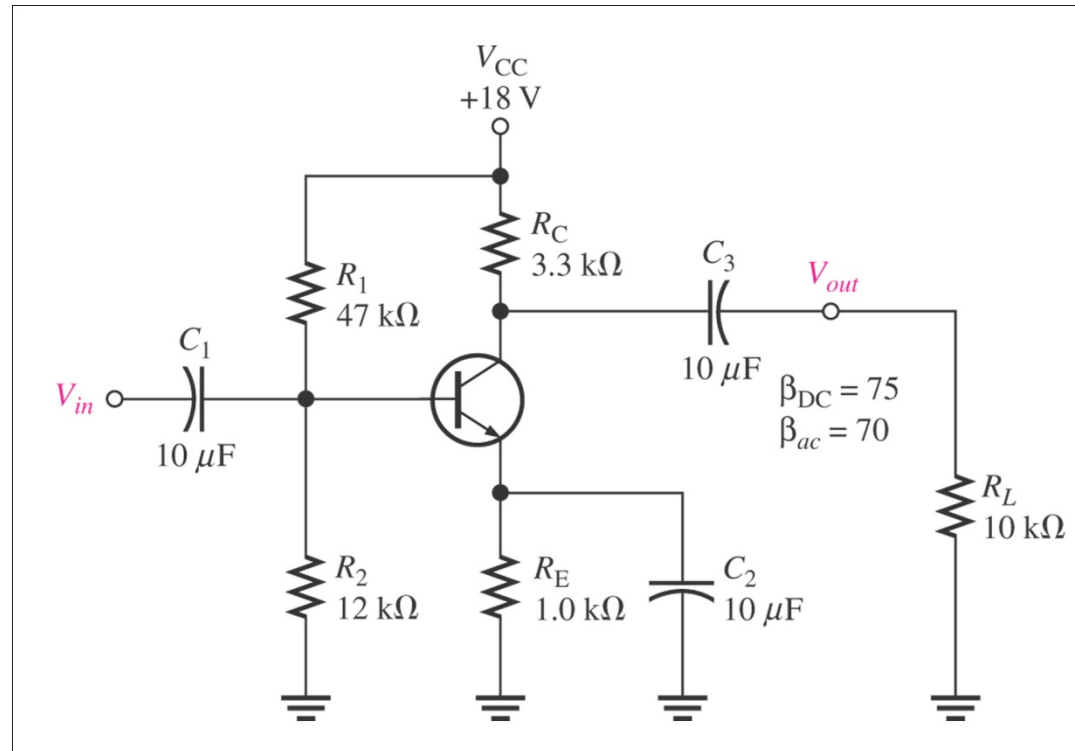 V_CC
+18 V
R_C
3.3 kΩ
C_3
V_out
R_1
47 kΩ
C_1
10 μF
β_DC = 75
β_ac = 70
V_in
10 μF
R_L
10 kΩ
R_2
12 kΩ
R_E
1.0 kΩ
C_2
10 μF